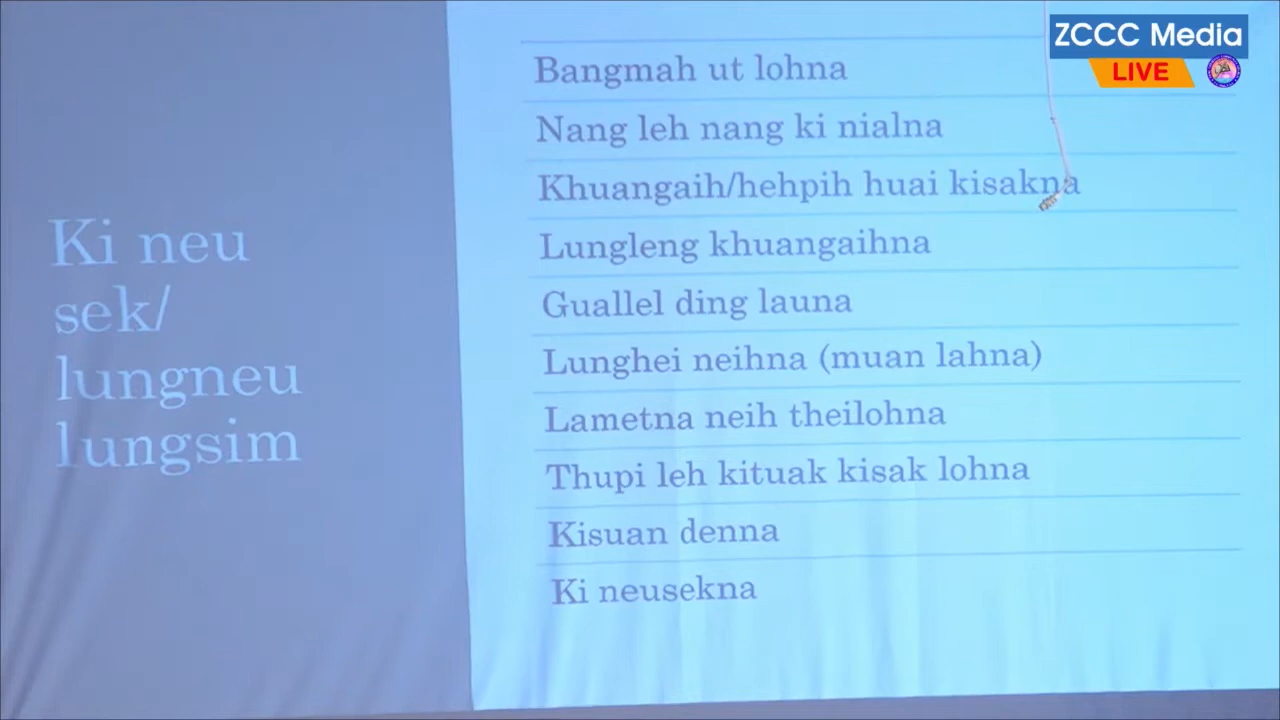 ZCCC Media
LIVE
Ki neu
sek/
lungneu
lungsim
Bangmah ut lohna
Nang leh nang ki nialna
Khuangaih/hehpih huai kisakna
Lungleng khuangaihna
Guallel ding launa
Lunghei neihna (muan lahna)
Lametna neih theilohna
Thupi leh kituak kisak lohna
Kisuan denna
Ki neusekna